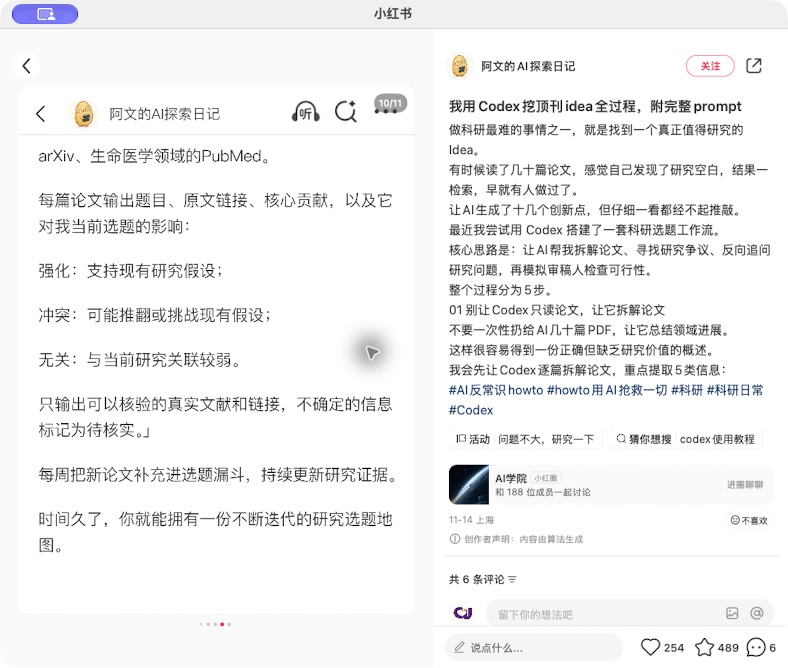 小红书
阿文的AI探索日记
听
10/11
arXiv、生命医学领域的PubMed。
每篇论文输出题目、原文链接、核心贡献，以及它
对我当前选题的影响：
强化：支持现有研究假设；
冲突：可能推翻或挑战现有假设；
无关：与当前研究关联较弱。
只输出可以核验的真实文献和链接，不确定的信息
标记为待核实。」
每周把新论文补充进选题漏斗，持续更新研究证据。
时间久了，你就能拥有一份不断迭代的研究选题地
图。
阿文的AI探索日记
关注
我用Codex挖顶刊idea全过程，附完整prompt
做科研最难的事情之一，就是找到一个真正值得研究的
Idea。
有时候读了几十篇论文，感觉自己发现了研究空白，结果一
检索，早就有人做过了。
让AI生成了十几个创新点，但仔细一看都经不起推敲。
最近我尝试用 Codex 搭建了一套科研选题工作流。
核心思路是：让AI帮我拆解论文、寻找研究争议、反向追问
研究问题，再模拟审稿人检查可行性。
整个过程分为5步。
01 别让Codex只读论文，让它拆解论文
不要一次性扔给AI几十篇PDF，让它总结领域进展。
这样很容易得到一份正确但缺乏研究价值的概述。
我会先让Codex逐篇拆解论文，重点提取5类信息：
#AI反常识howto #howto用AI抢救一切 #科研 #科研日常
#Codex
活动 问题不大，研究一下
猜你想搜 codex使用教程
AI学院 小红圈
和 188 位成员一起讨论
进圈聊聊
11-14 上海
不喜欢
创作者声明：内容由算法生成
共 6 条评论
CJ
留下你的想法吧
说点什么...
254
489
6